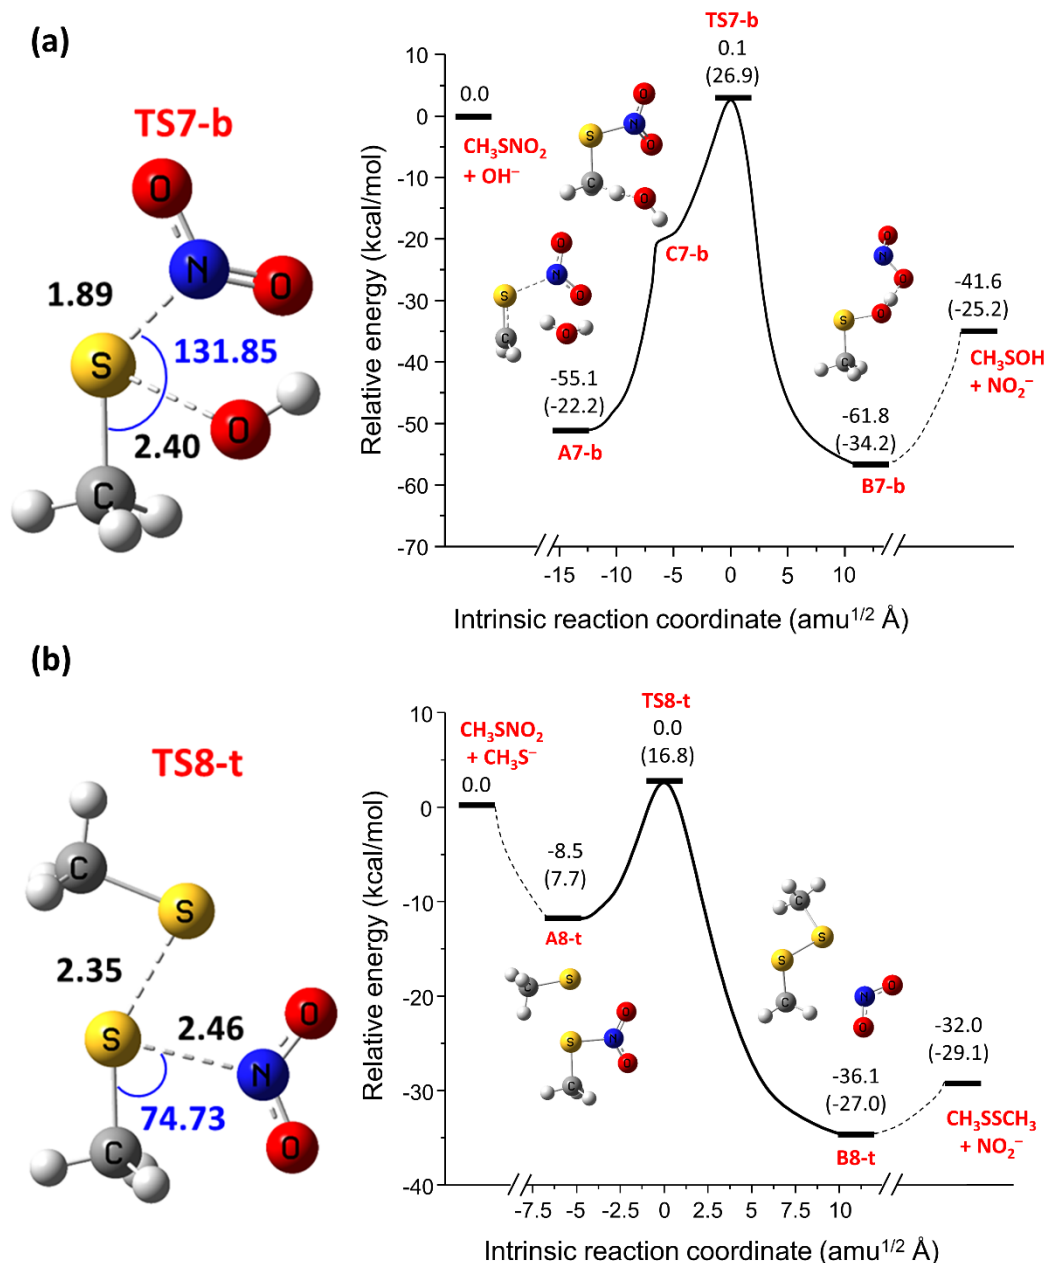 (a)
TS7-b
O
N
O
1.89
S
131.85
O
2.40
C
TS7-b
0.1
(26.9)
10
0
-10
-20
-30
-40
-50
-60
-70
Relative energy (kcal/mol)
0.0
CH₃SNO₂
+ OH⁻
O
S
N
O
C
O
C7-b
O
S
N
O
C
O
-55.1
(-22.2)
A7-b
O
N
O
S
O
C
-61.8
(-34.2)
B7-b
-41.6
(-25.2)
CH₃SOH
+ NO₂⁻
-15 -10 -5 0 5 10
Intrinsic reaction coordinate (amu¹/² Å)
(b)
TS8-t
C
S
2.35
S
2.46
O
N
74.73
O
C
TS8-t
0.0
(16.8)
10
0
-10
-20
-30
-40
Relative energy (kcal/mol)
CH₃SNO₂
+ CH₃S⁻
0.0
-8.5
(7.7)
A8-t
C
S
O
S
N
O
C
C
S
S
C
N
O
O
-36.1
(-27.0)
B8-t
-32.0
(-29.1)
CH₃SSCH₃
+ NO₂⁻
-7.5 -5 -2.5 0 2.5 5 7.5 10
Intrinsic reaction coordinate (amu¹/² Å)